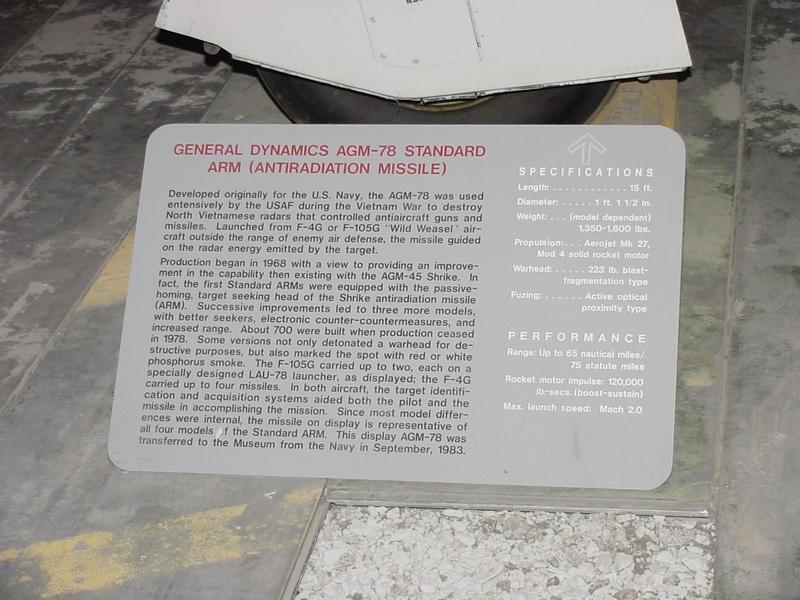 GENERAL DYNAMICS AGM-78 STANDARD
ARM (ANTIRADIATION MISSILE)
Developed originally for the U.S. Navy, the AGM-78 was used
entensively by the USAF during the Vietnam War to destroy
North Vietnamese radars that controlled antiaircraft guns and
missiles. Launched from F-4G or F-105G "Wild Weasel' air-
craft outside the range of enemy air defense, the missile guided
on the radar energy emitted by the target.
Production began in 1968 with a view to providing an improve-
ment in the capability then existing with the AGM-45 Shrike. In
fact, the first Standard ARMs were equipped with the passive-
homing, target seeking head of the Shrike antiradiation missile
(ARM). Successive improvements led to three more models,
with better seekers, electronic counter-countermeasures, and
increased range. About 700 were built when production ceased
in 1978. Some versions not only detonated a warhead for de-
structive purposes, but also marked the spot with red or white
phosphorus smoke. The F-105G carried up to two, each on a
specially designed LAU-78 launcher, as displayed; the F-4G
carried up to four missiles. In both aircraft, the target identifi-
cation and acquisition systems aided both the pilot and the
missile in accomplishing the mission. Since most model differ-
ences were internal, the missile on display is representative of
all four models of the Standard ARM. This display AGM-78 was
transferred to the Museum from the Navy in September, 1983.
SPECIFICATIONS
Length: . . . . . . . . . . . . 15 ft.
Diameter: . . . . . 1 ft. 1 1/2 in.
Weight: . . . (model dependent)
1,350-1,800 lbs.
Propulsion: . . Aerojet Mk 27,
Mod 4 solid rocket motor
Warhead: . . . . . 223 lb. blast-
fragmentation type
Fuzing: . . . . . . Active optical
proximity type
PERFORMANCE
Range: Up to 65 nautical miles/
75 statute miles
Rocket motor impulse: 120,000
lb-secs. (boost-sustain)
Max. launch speed: Mach 2.0